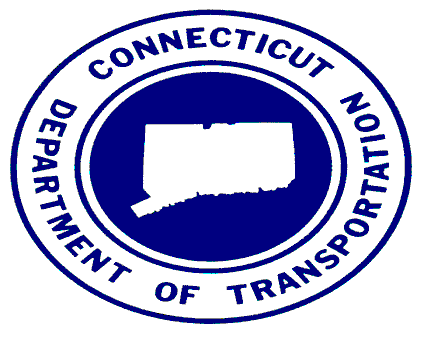 CONNECTICUT
DEPARTMENT OF TRANSPORTATION